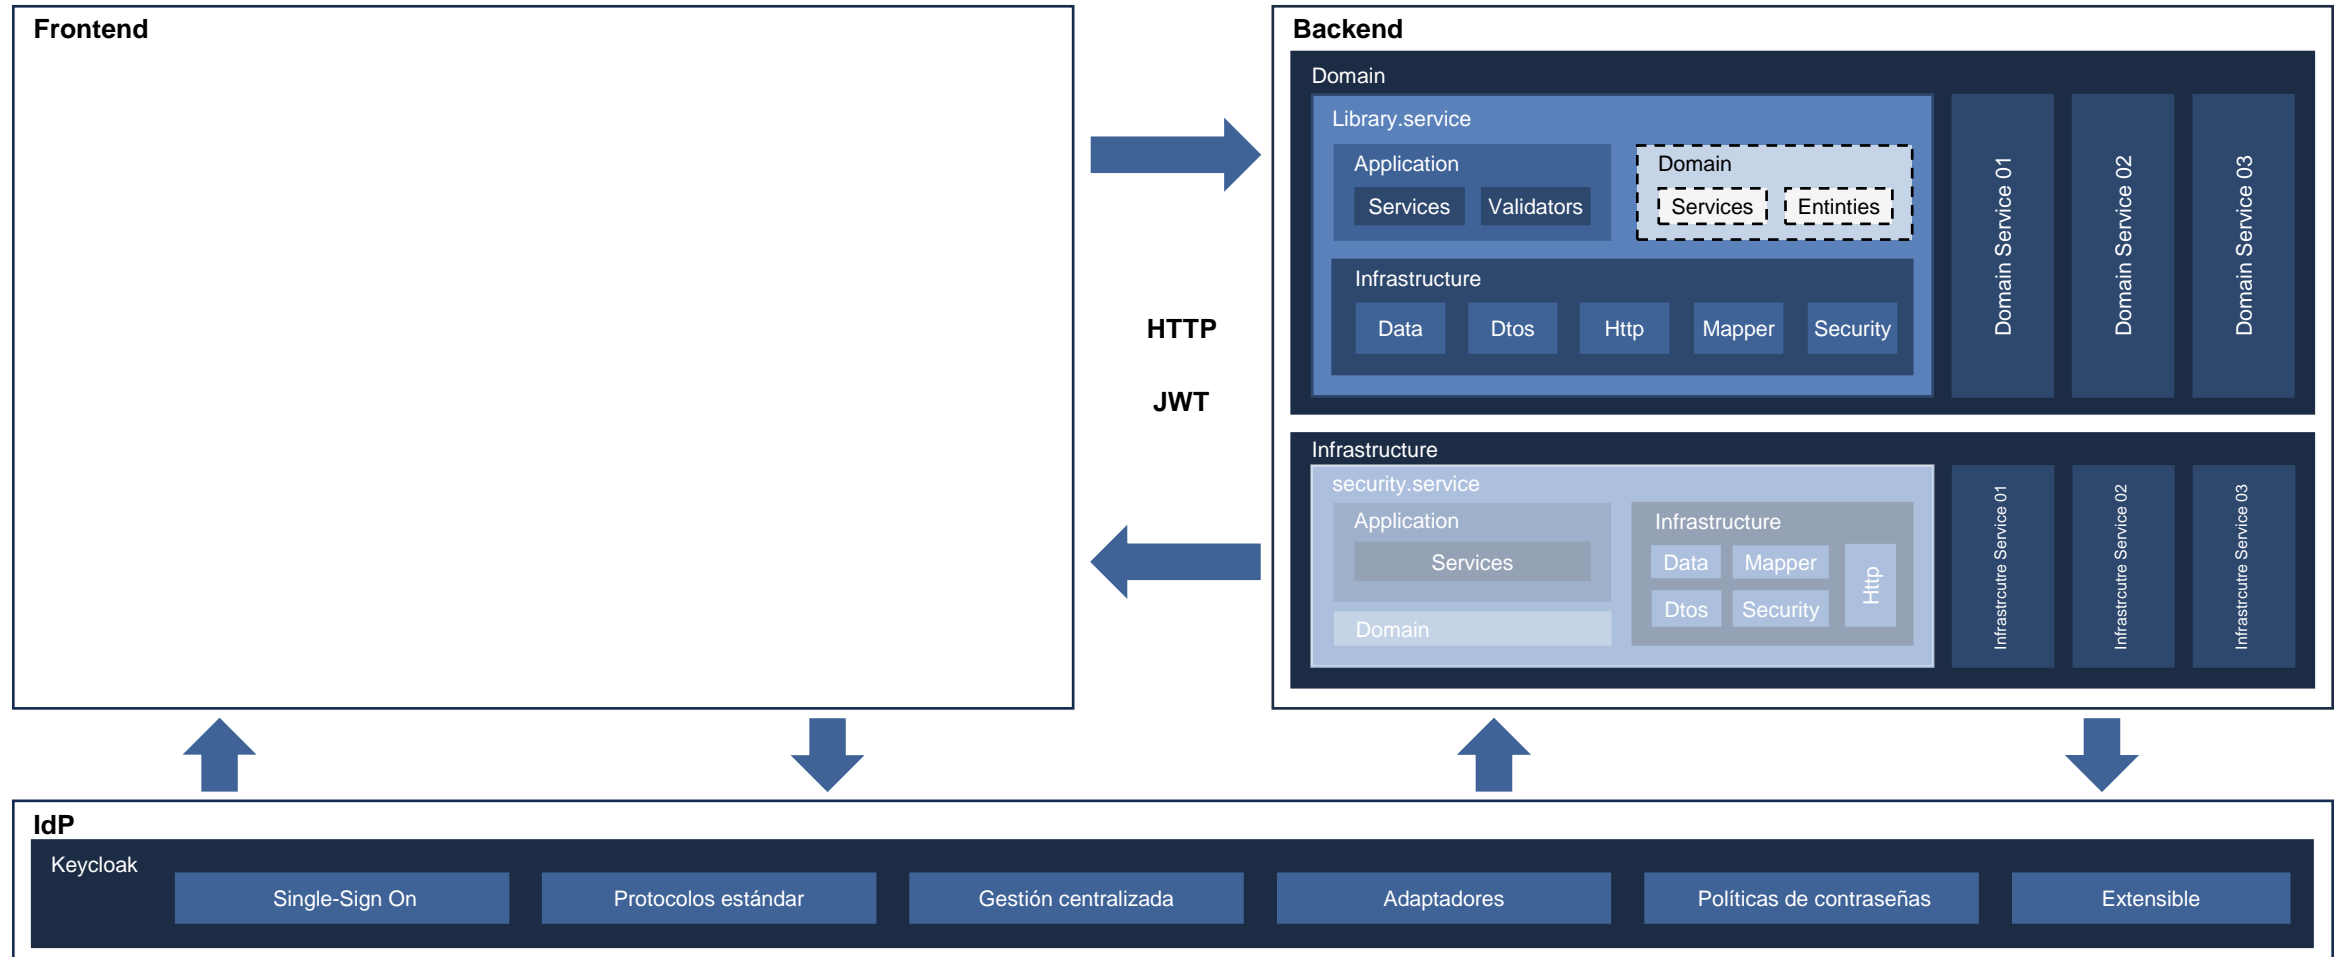 Frontend
HTTP
JWT
Backend
Domain
Library.service
Application
Services
Validators
Domain
Services
Entinties
Infrastructure
Data
Dtos
Http
Mapper
Security
Domain Service 01
Domain Service 02
Domain Service 03
Infrastructure
security.service
Application
Services
Domain
Infrastructure
Data
Mapper
Dtos
Security
Http
Infrastrcutre Service 01
Infrastrcutre Service 02
Infrastrcutre Service 03
IdP
Keycloak
Single-Sign On
Protocolos estándar
Gestión centralizada
Adaptadores
Políticas de contraseñas
Extensible